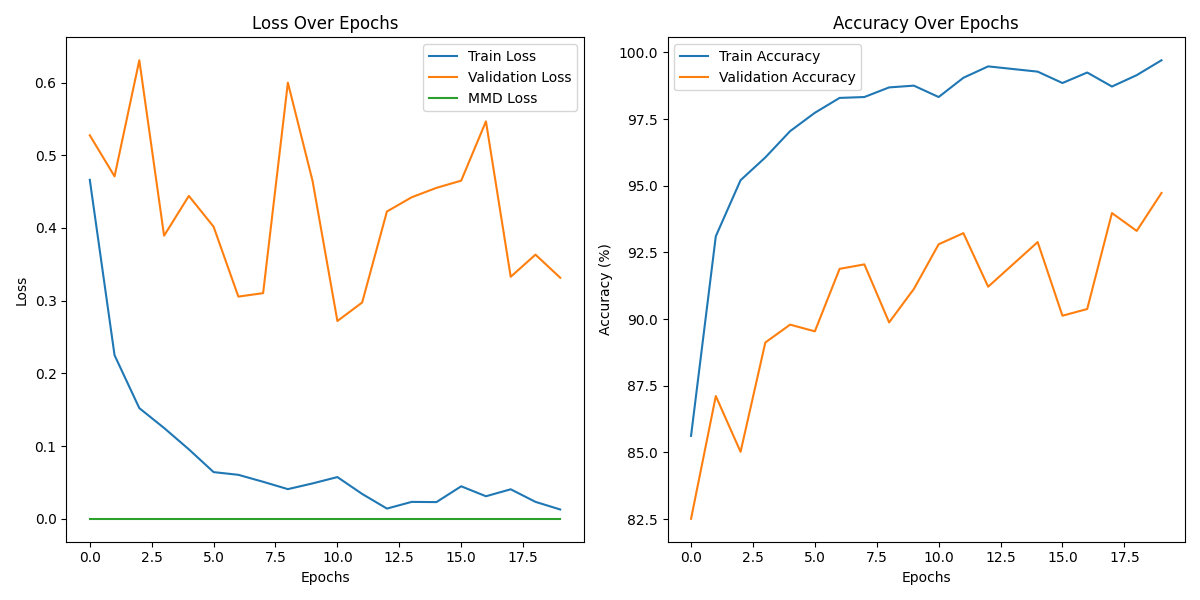 Loss Over Epochs
Train Loss
Validation Loss
MMD Loss
0.6
0.5
0.4
0.3
0.2
0.1
0.0
Loss
0.0 2.5 5.0 7.5 10.0 12.5 15.0 17.5
Epochs
Accuracy Over Epochs
Train Accuracy
Validation Accuracy
100.0
97.5
95.0
92.5
90.0
87.5
85.0
82.5
Accuracy (%)
0.0 2.5 5.0 7.5 10.0 12.5 15.0 17.5
Epochs